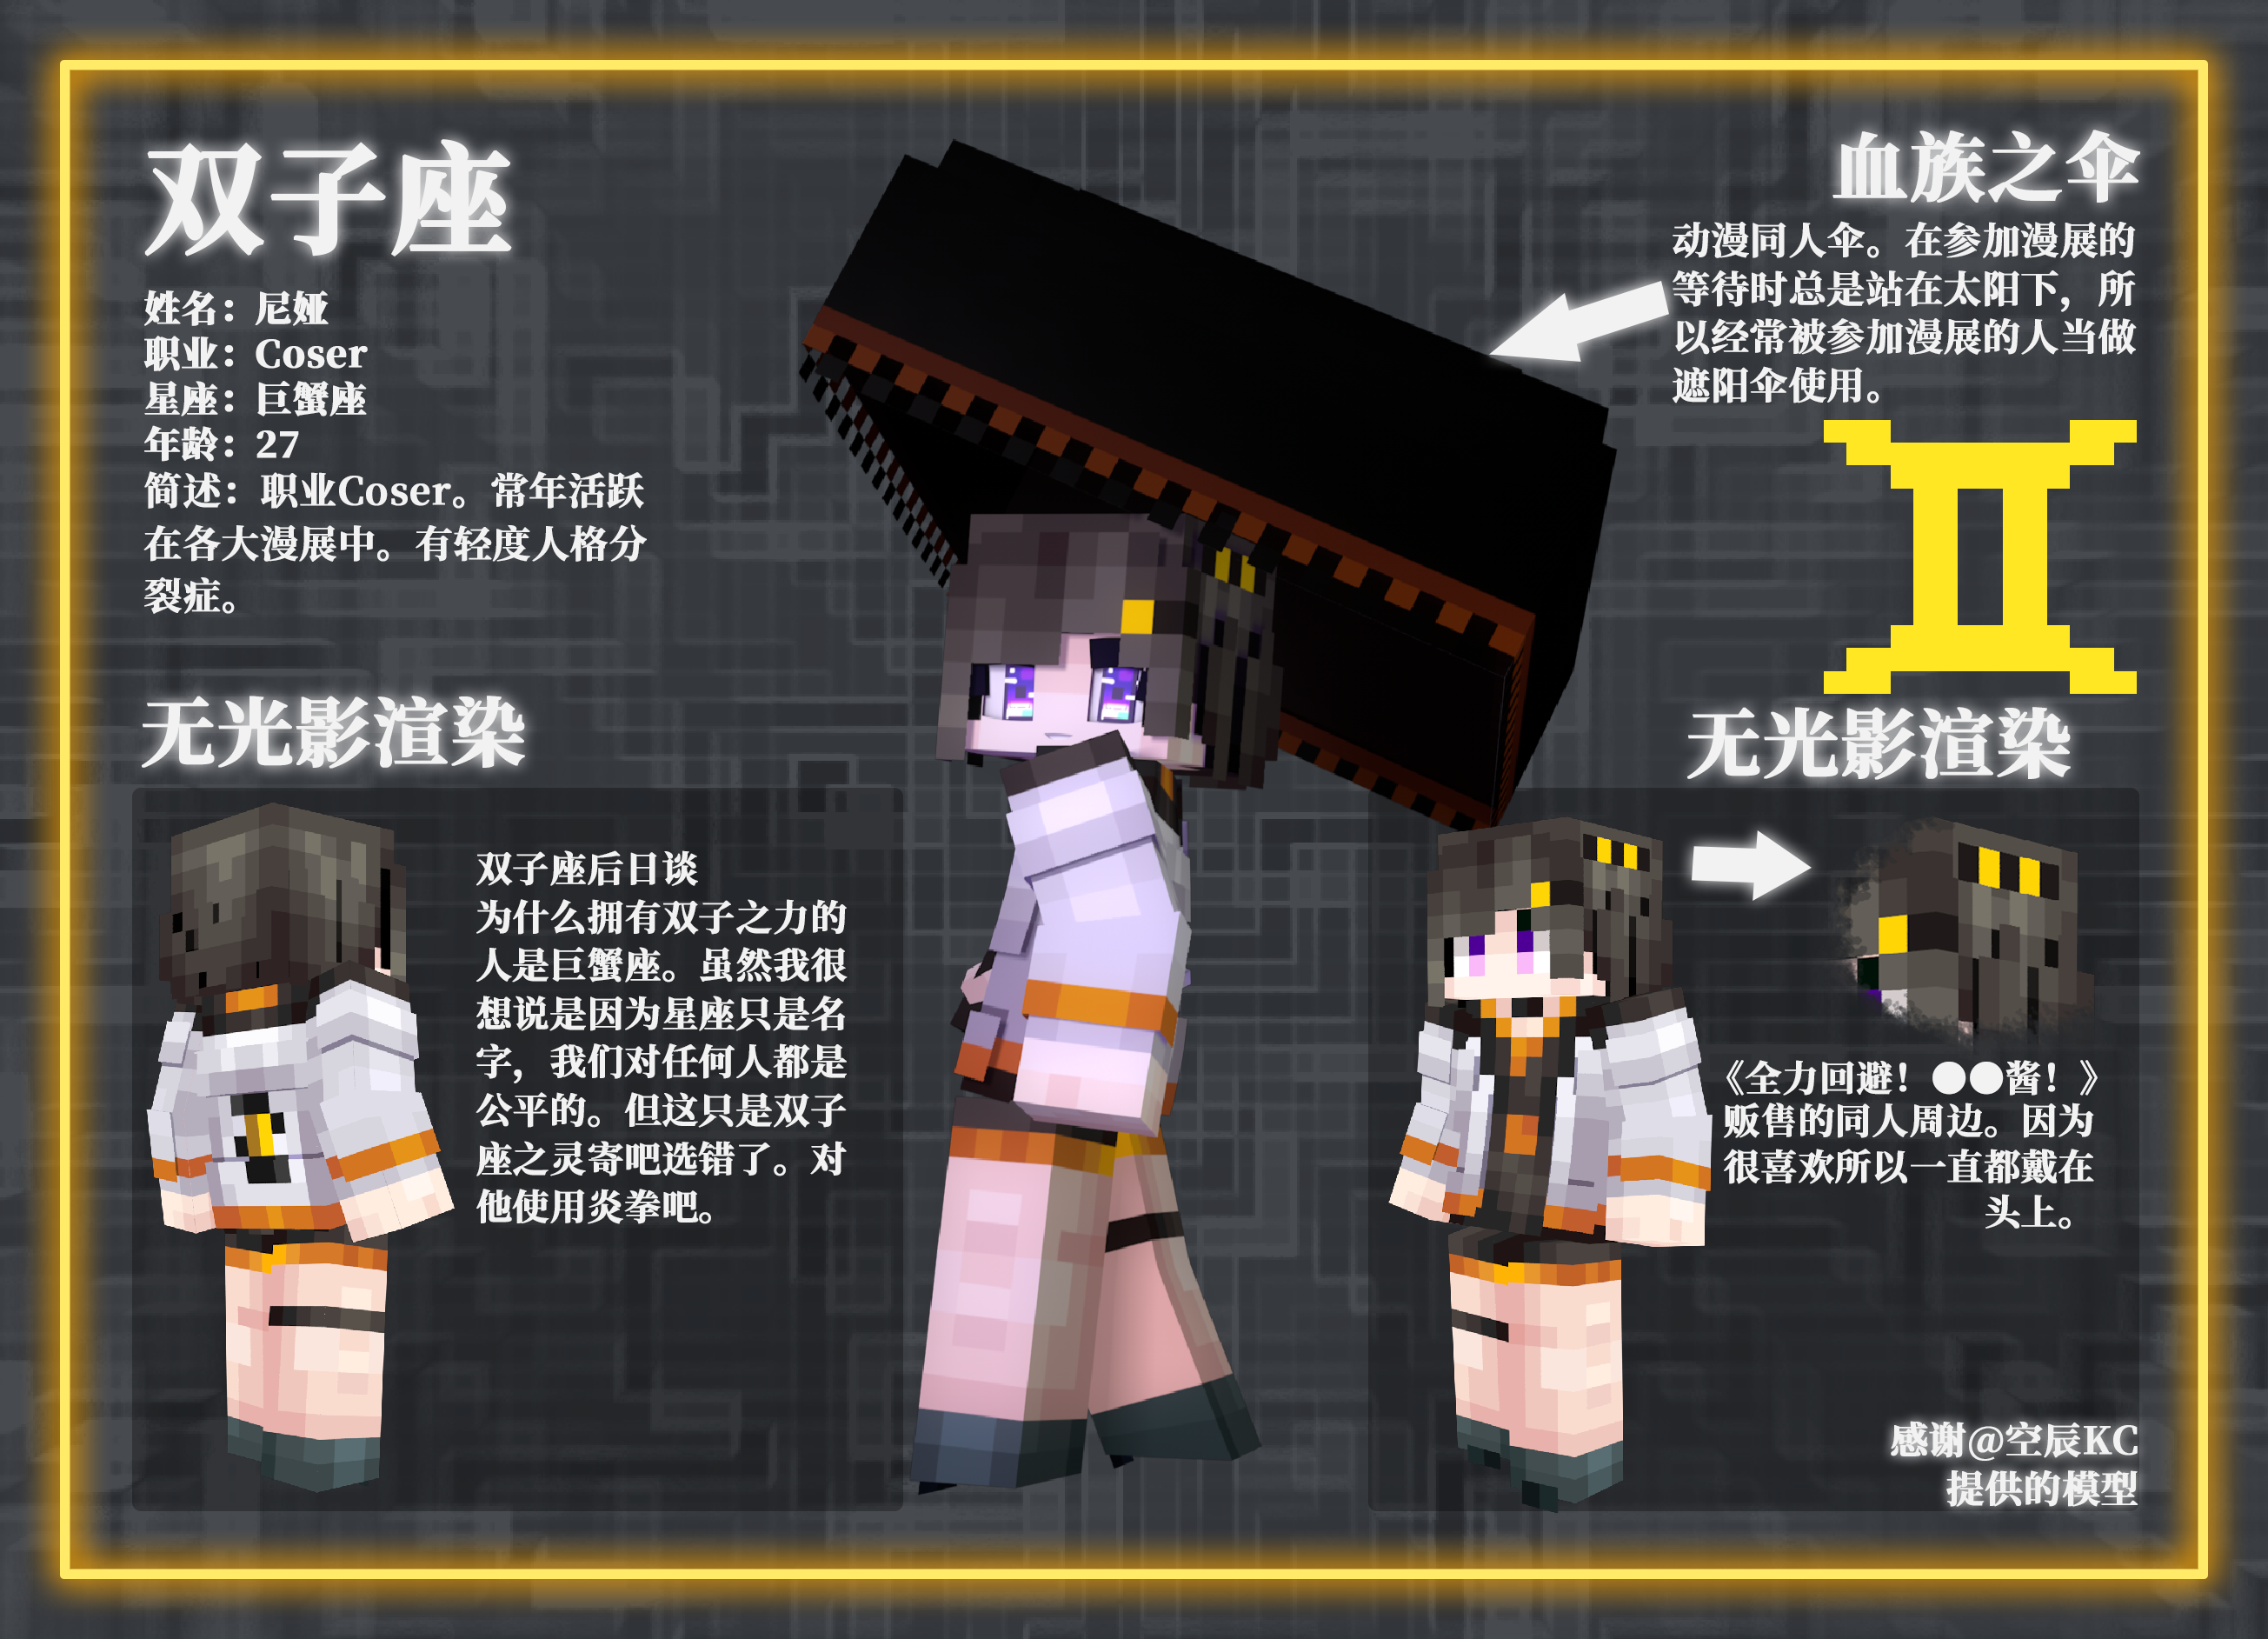 双子座
姓名：尼娅
职业：Coser
星座：巨蟹座
年龄：27
简述：职业Coser。常年活跃
在各大漫展中。有轻度人格分
裂症。
血族之伞
动漫同人伞。在参加漫展的
等待时总是站在太阳下，所
以经常被参加漫展的人当做
遮阳伞使用。
无光影渲染
双子座后日谈
为什么拥有双子之力的
人是巨蟹座。虽然我很
想说是因为星座只是名
字，我们对任何人都是
公平的。但这只是双子
座之灵寄吧选错了。对
他使用炎拳吧。
无光影渲染
《全力回避！●●酱！》
贩售的同人周边。因为
很喜欢所以一直都戴在
头上。
感谢@空辰KC
提供的模型